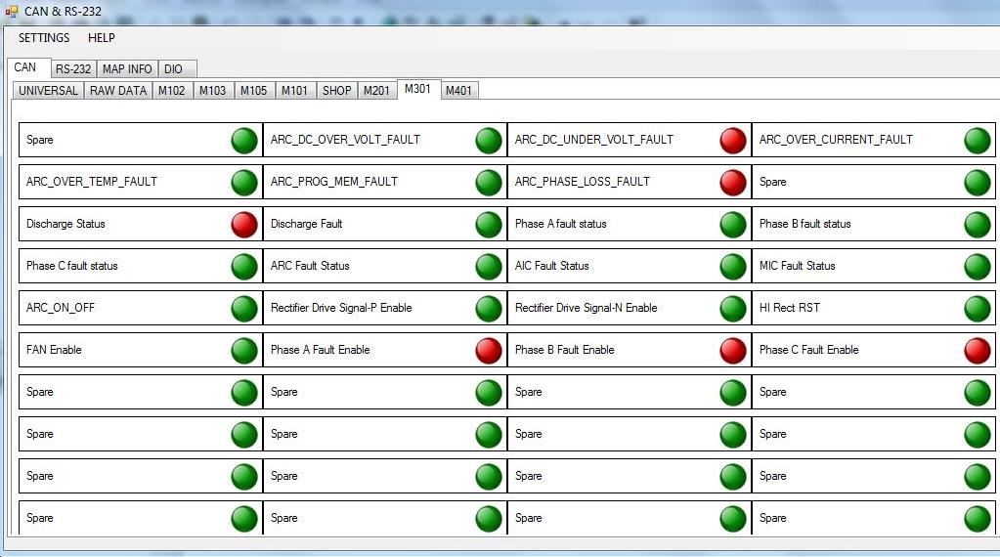 CAN & RS-232
SETTINGS HELP
CAN RS-232 MAP INFO DIO
UNIVERSAL RAW DATA M102 M103 M105 M101 SHOP M201 M301 M401
Spare ARC_DC_OVER_VOLT_FAULT ARC_DC_UNDER_VOLT_FAULT ARC_OVER_CURRENT_FAULT
ARC_OVER_TEMP_FAULT ARC_PROG_MEM_FAULT ARC_PHASE_LOSS_FAULT Spare
Discharge Status Discharge Fault Phase A fault status Phase B fault status
Phase C fault status ARC Fault Status AIC Fault Status MIC Fault Status
ARC_ON_OFF Rectifier Drive Signal-P Enable Rectifier Drive Signal-N Enable HI Rect RST
FAN Enable Phase A Fault Enable Phase B Fault Enable Phase C Fault Enable
Spare Spare Spare Spare
Spare Spare Spare Spare
Spare Spare Spare Spare
Spare Spare Spare Spare